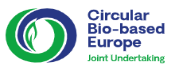 Circular
Bio-based
Europe
Joint Undertaking